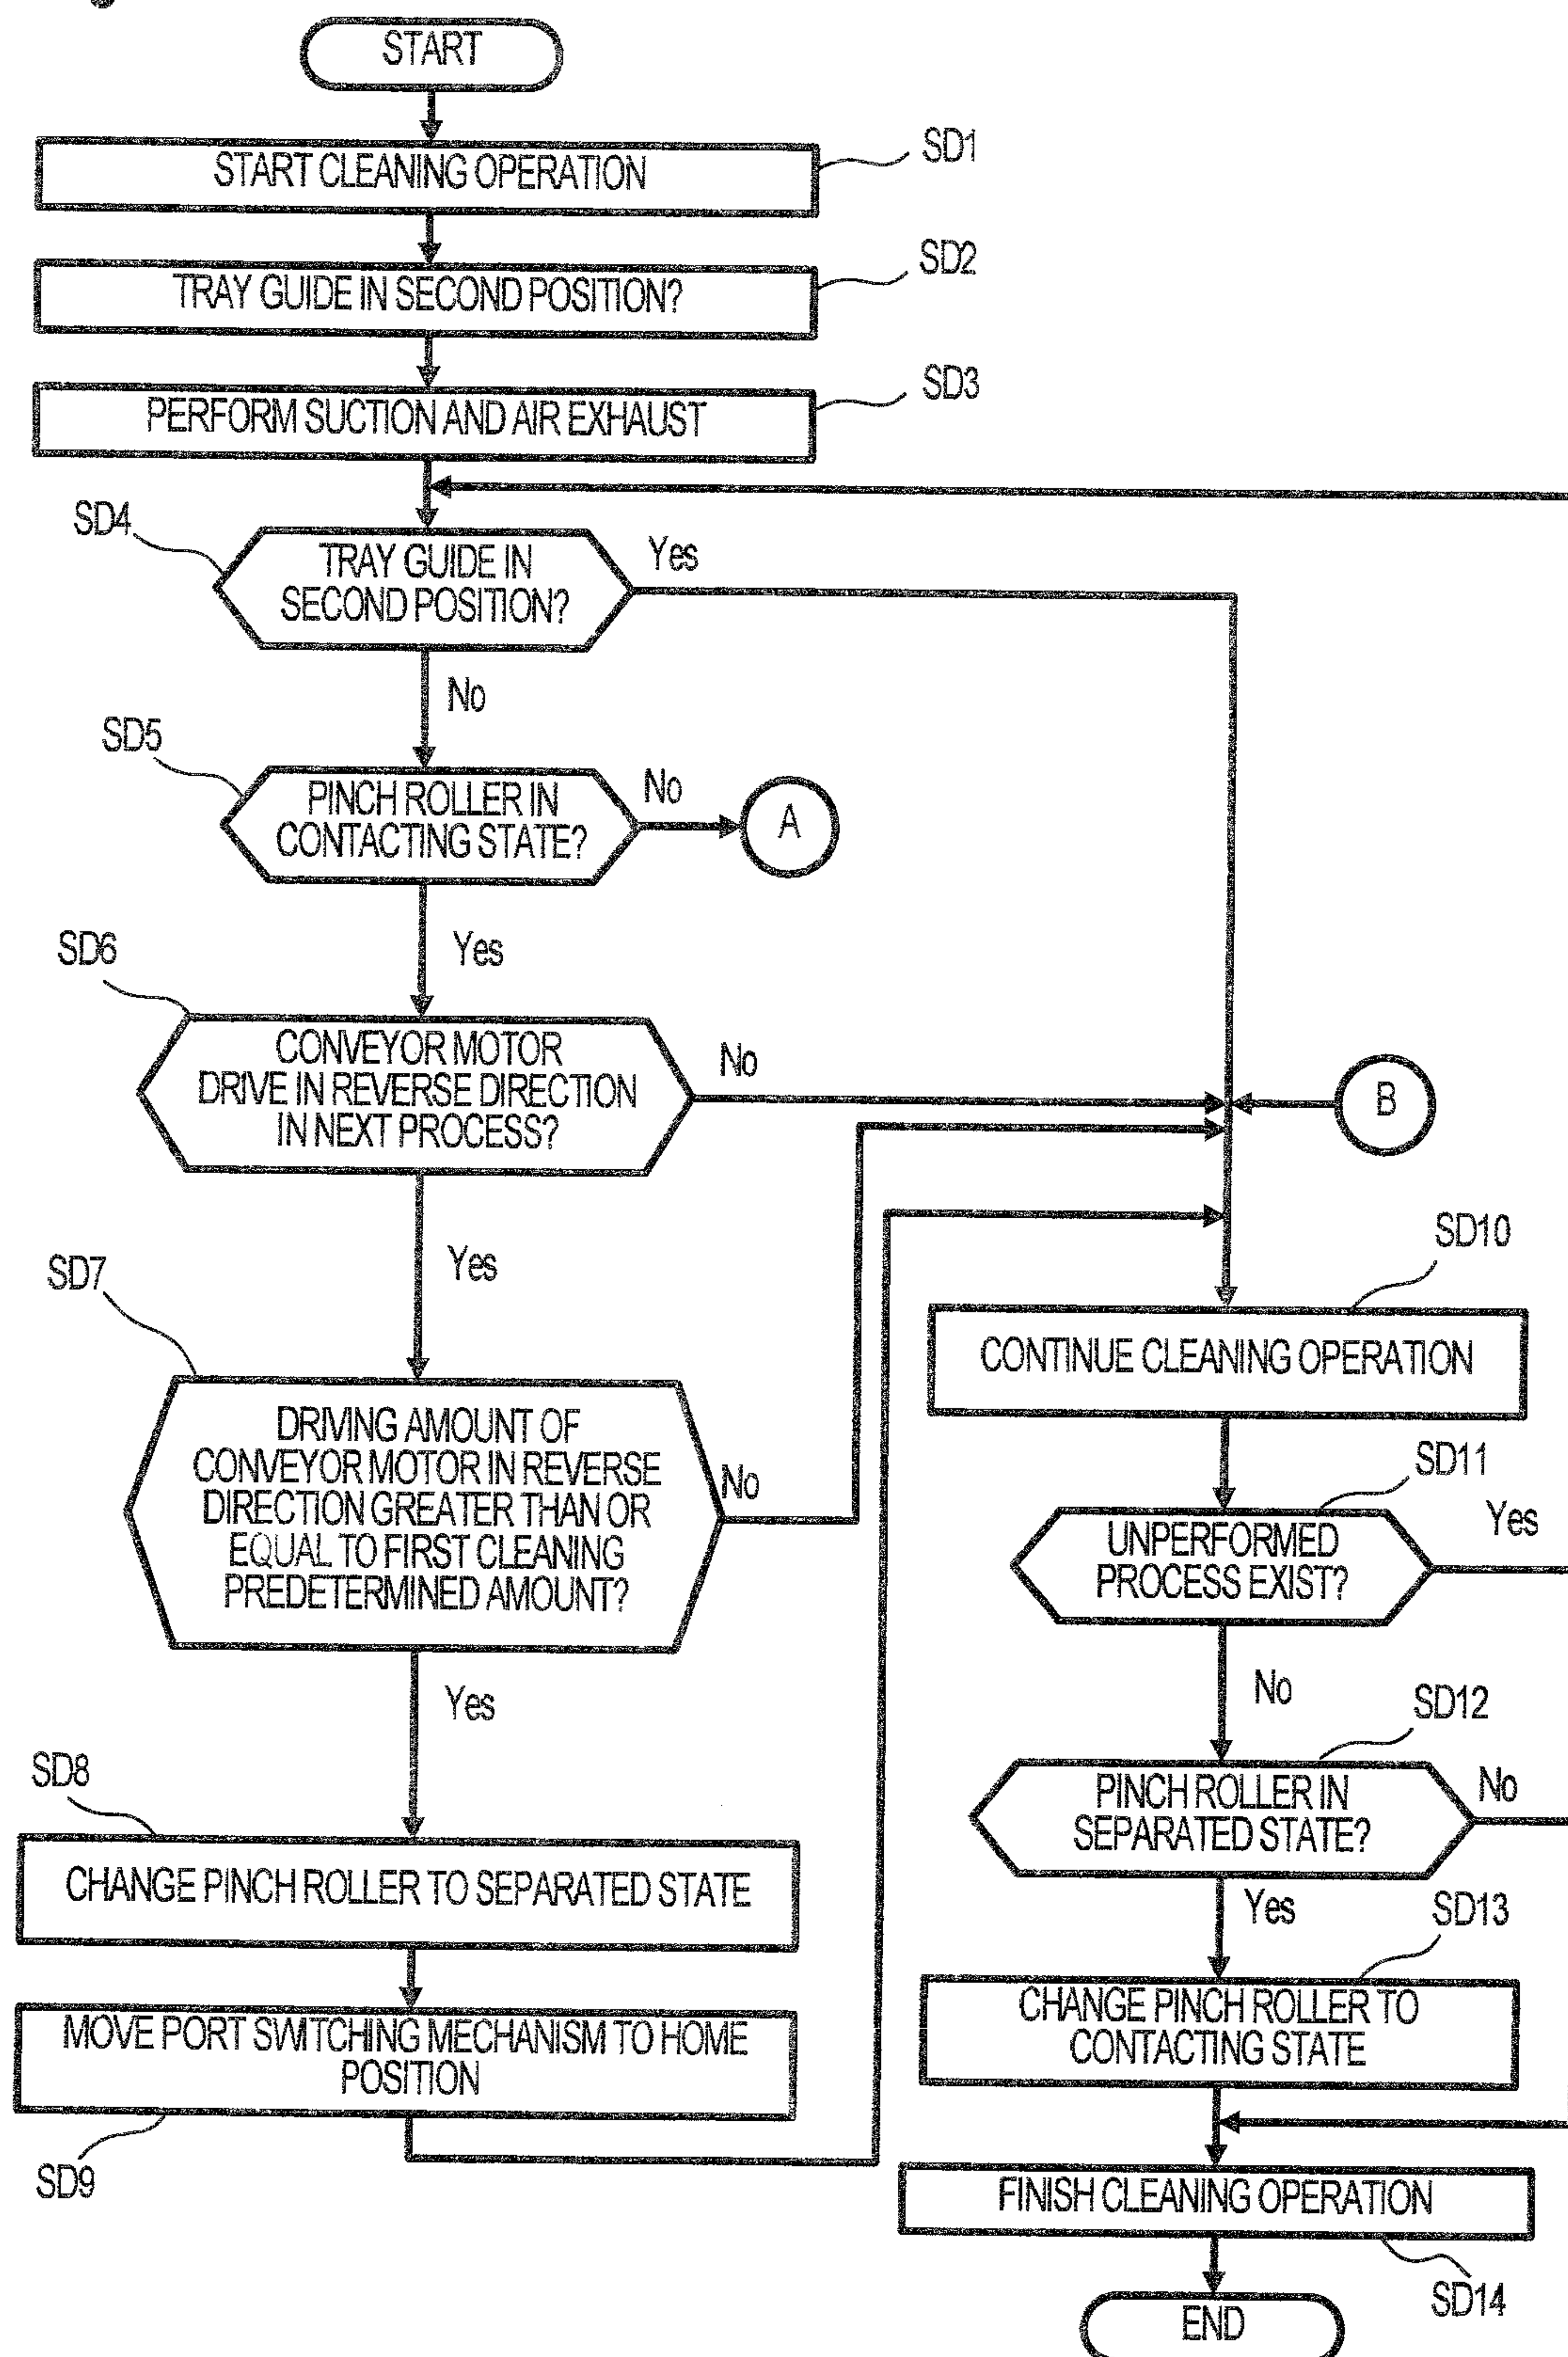 START
START CLEANING OPERATION
SD1
TRAY GUIDE IN SECOND POSITION?
SD2
PERFORM SUCTION AND AIR EXHAUST
SD3
SD4
TRAY GUIDE IN
SECOND POSITION?
Yes
No
SD5
PINCH ROLLER IN
CONTACTING STATE?
No
A
Yes
SD6
CONVEYOR MOTOR
DRIVE IN REVERSE DIRECTION
IN NEXT PROCESS?
No
B
Yes
SD7
DRIVING AMOUNT OF
CONVEYOR MOTOR IN REVERSE
DIRECTION GREATER THAN OR
EQUAL TO FIRST CLEANING
PREDETERMINED AMOUNT?
No
Yes
SD8
CHANGE PINCH ROLLER TO SEPARATED STATE
MOVE PORT SWITCHING MECHANISM TO HOME
POSITION
SD9
SD10
CONTINUE CLEANING OPERATION
SD11
UNPERFORMED
PROCESS EXIST?
Yes
No
SD12
PINCH ROLLER IN
SEPARATED STATE?
No
Yes
SD13
CHANGE PINCH ROLLER TO
CONTACTING STATE
FINISH CLEANING OPERATION
SD14
END